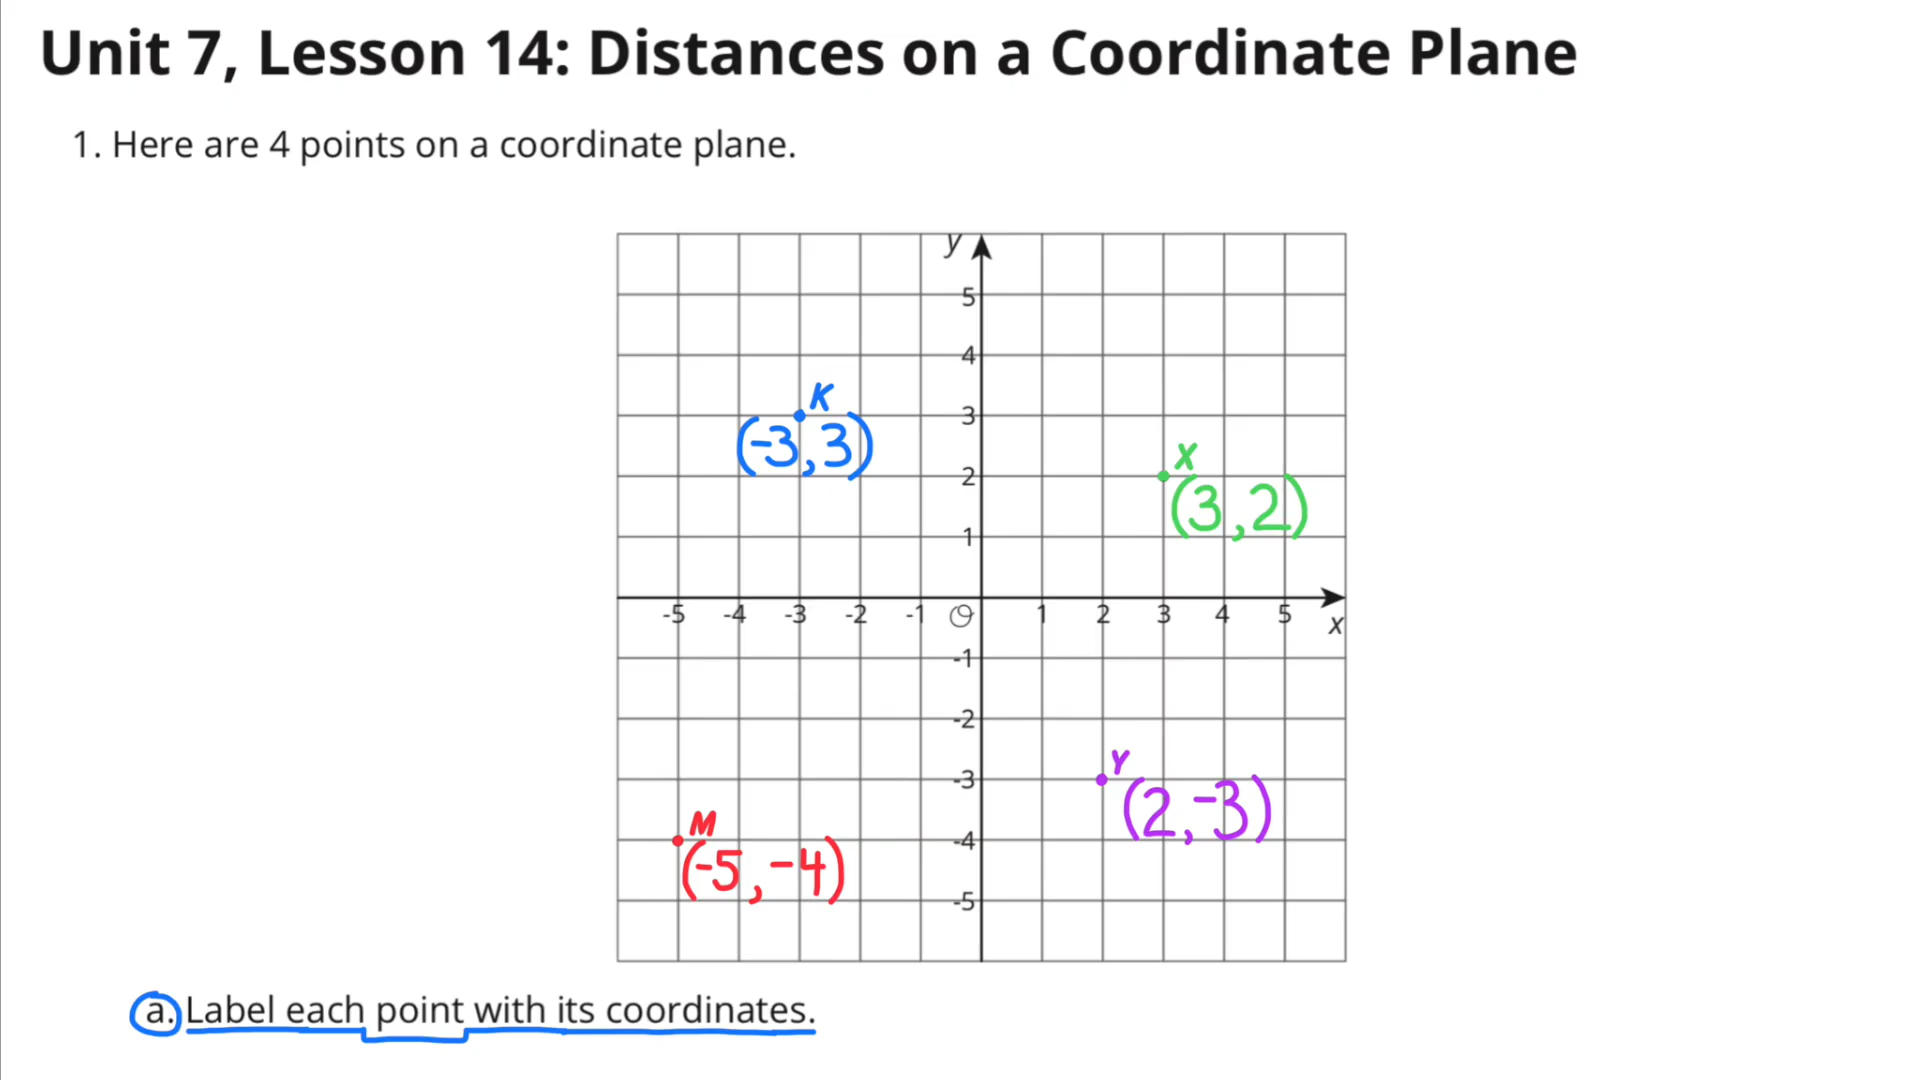 Unit 7, Lesson 14: Distances on a Coordinate Plane
1. Here are 4 points on a coordinate plane.
y
5
4
K
3
(-3,3)
X
2
(3,2)
1
-5 -4 -3 -2 -1 O 1 2 3 4 5
x
-1
-2
Y
-3
(2,-3)
M
-4
(-5,-4)
-5
a. Label each point with its coordinates.